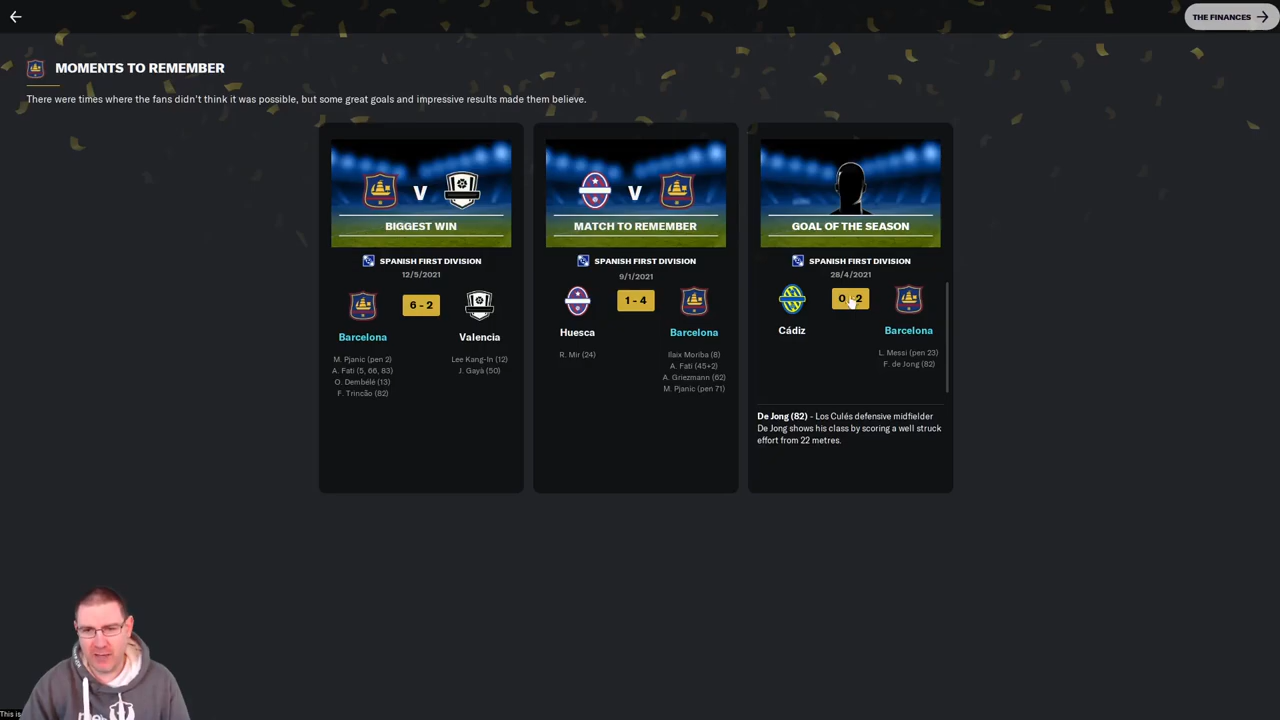 THE FINANCES
MOMENTS TO REMEMBER
There were times where the fans didn't think it was possible, but some great goals and impressive results made them believe.
V
BIGGEST WIN
SPANISH FIRST DIVISION
12/5/2021
6 - 2
Barcelona
Valencia
M. Pjanic (pen 2)
A. Fati (5, 66, 83)
O. Dembélé (13)
F. Trincão (82)
Lee Kang-In (12)
J. Gayà (50)
V
MATCH TO REMEMBER
SPANISH FIRST DIVISION
9/1/2021
1 - 4
Huesca
Barcelona
R. Mir (24)
Ilaix Moriba (8)
A. Fati (45+2)
A. Griezmann (62)
M. Pjanic (pen 71)
GOAL OF THE SEASON
SPANISH FIRST DIVISION
28/4/2021
0 - 2
Cádiz
Barcelona
L. Messi (pen 23)
F. de Jong (82)
De Jong (82) - Los Culés defensive midfielder
De Jong shows his class by scoring a well struck
effort from 22 metres.
This is